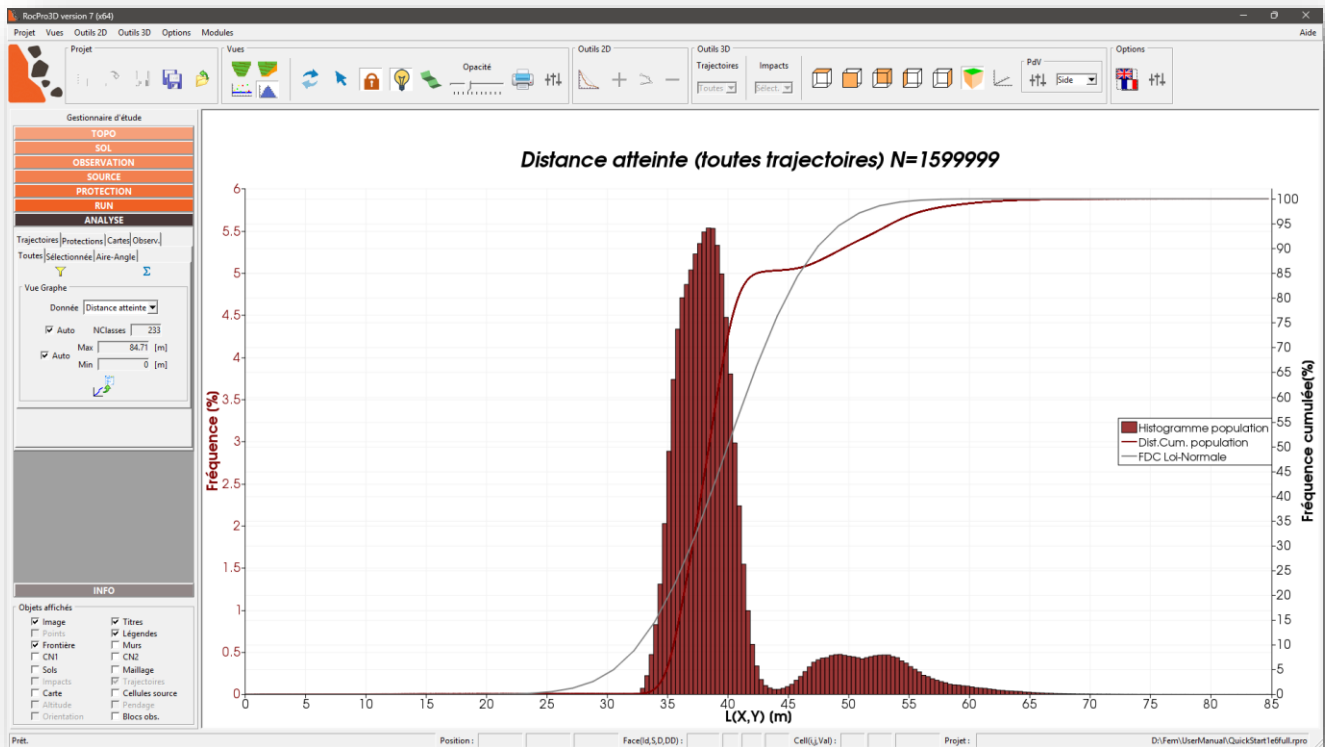 RocPro3D version 7 (x64)
Projet Vues Outils 2D Outils 3D Options Modules Aide
Projet Vues Outils 2D Outils 3D Options
Opacité
Trajectoires Impacts PdV
Toutes Sélect. Side
Gestionnaire d'étude
TOPO
SOL
OBSERVATION
SOURCE
PROTECTION
RUN
ANALYSE
Trajectoires Protections Cartes Observ.
Toutes Sélectionnée Aire-Angle
Σ
Vue Graphe
Donnée Distance atteinte
Auto NClasses 233
Max 84.71 [m]
Auto
Min 0 [m]
INFO
Objets affichés
Image Titres
Points Légendes
Frontière Murs
CN1 CN2
Sols Maillage
Impacts Trajectoires
Carte Cellules source
Altitude Pendage
Orientation Blocs obs.
Distance atteinte (toutes trajectoires) N=1599999
Fréquence (%)
6
5.5
5
4.5
4
3.5
3
2.5
2
1.5
1
0.5
0
0 5 10 15 20 25 30 35 40 45 50 55 60 65 70 75 80 85
L(X,Y) (m)
100
95
90
85
80
75
70
65
60
55
50
45
40
35
30
25
20
15
10
5
0
Fréquence cumulée(%)
Histogramme population
Dist.Cum. population
FDC Loi-Normale
Prêt. Position : Face(Id,S,D,DD) : Cell(i,j,Val) : Projet : D:/Fern/UserManual/QuickStart1e6full.rpro